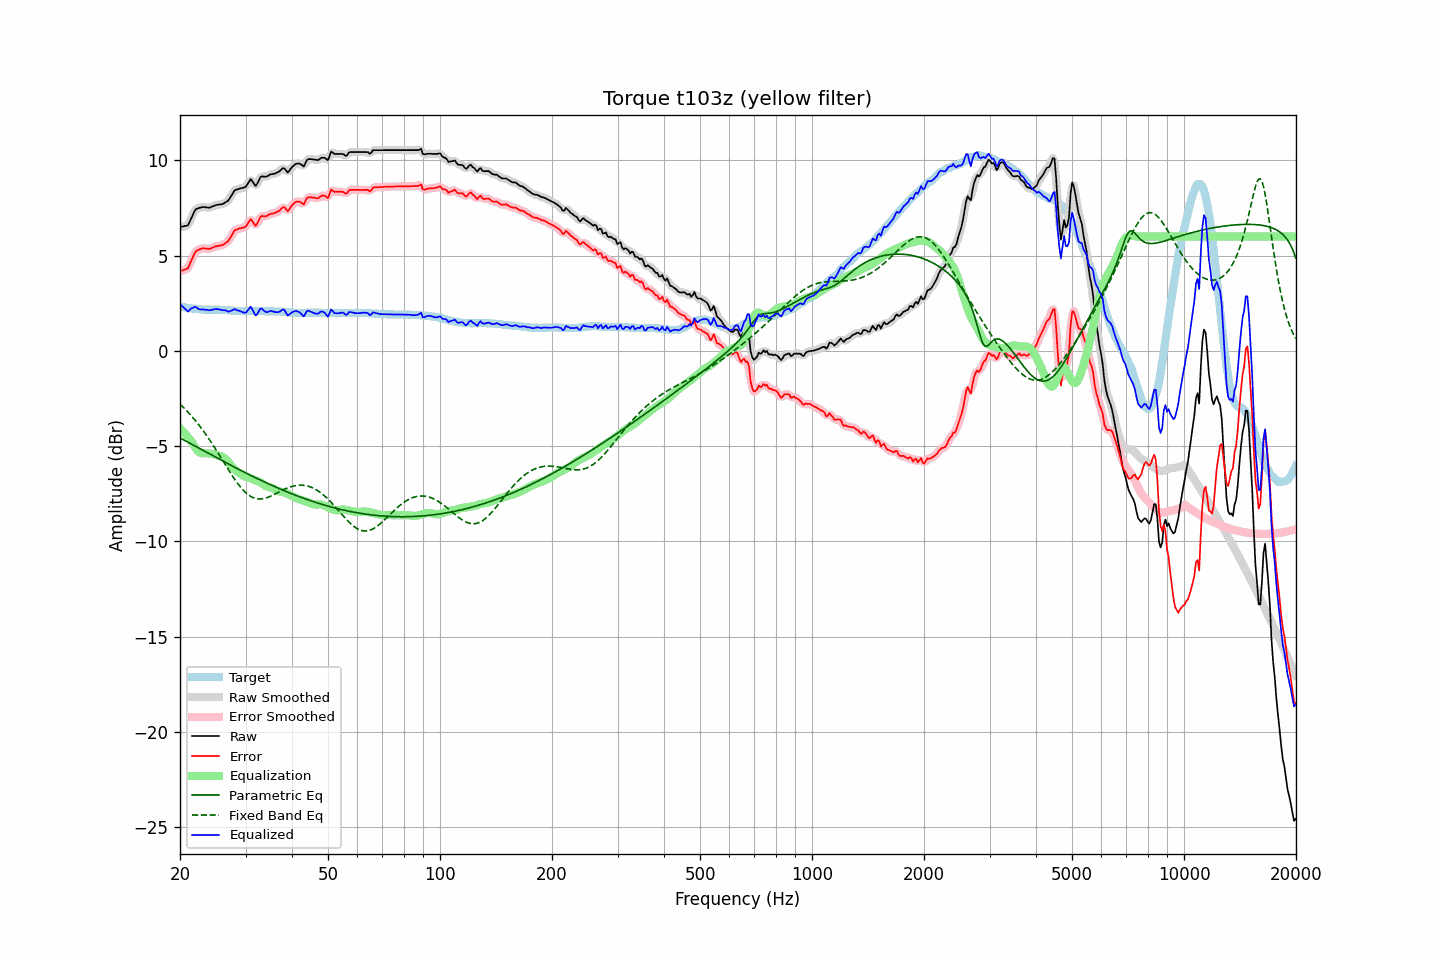 Torque t103z (yellow filter)
Amplitude (dBr)
10
5
0
−5
−10
−15
−20
−25
Target
Raw Smoothed
Error Smoothed
Raw
Error
Equalization
Parametric Eq
Fixed Band Eq
Equalized
20 50 100 200 500 1000 2000 5000 10000 20000
Frequency (Hz)